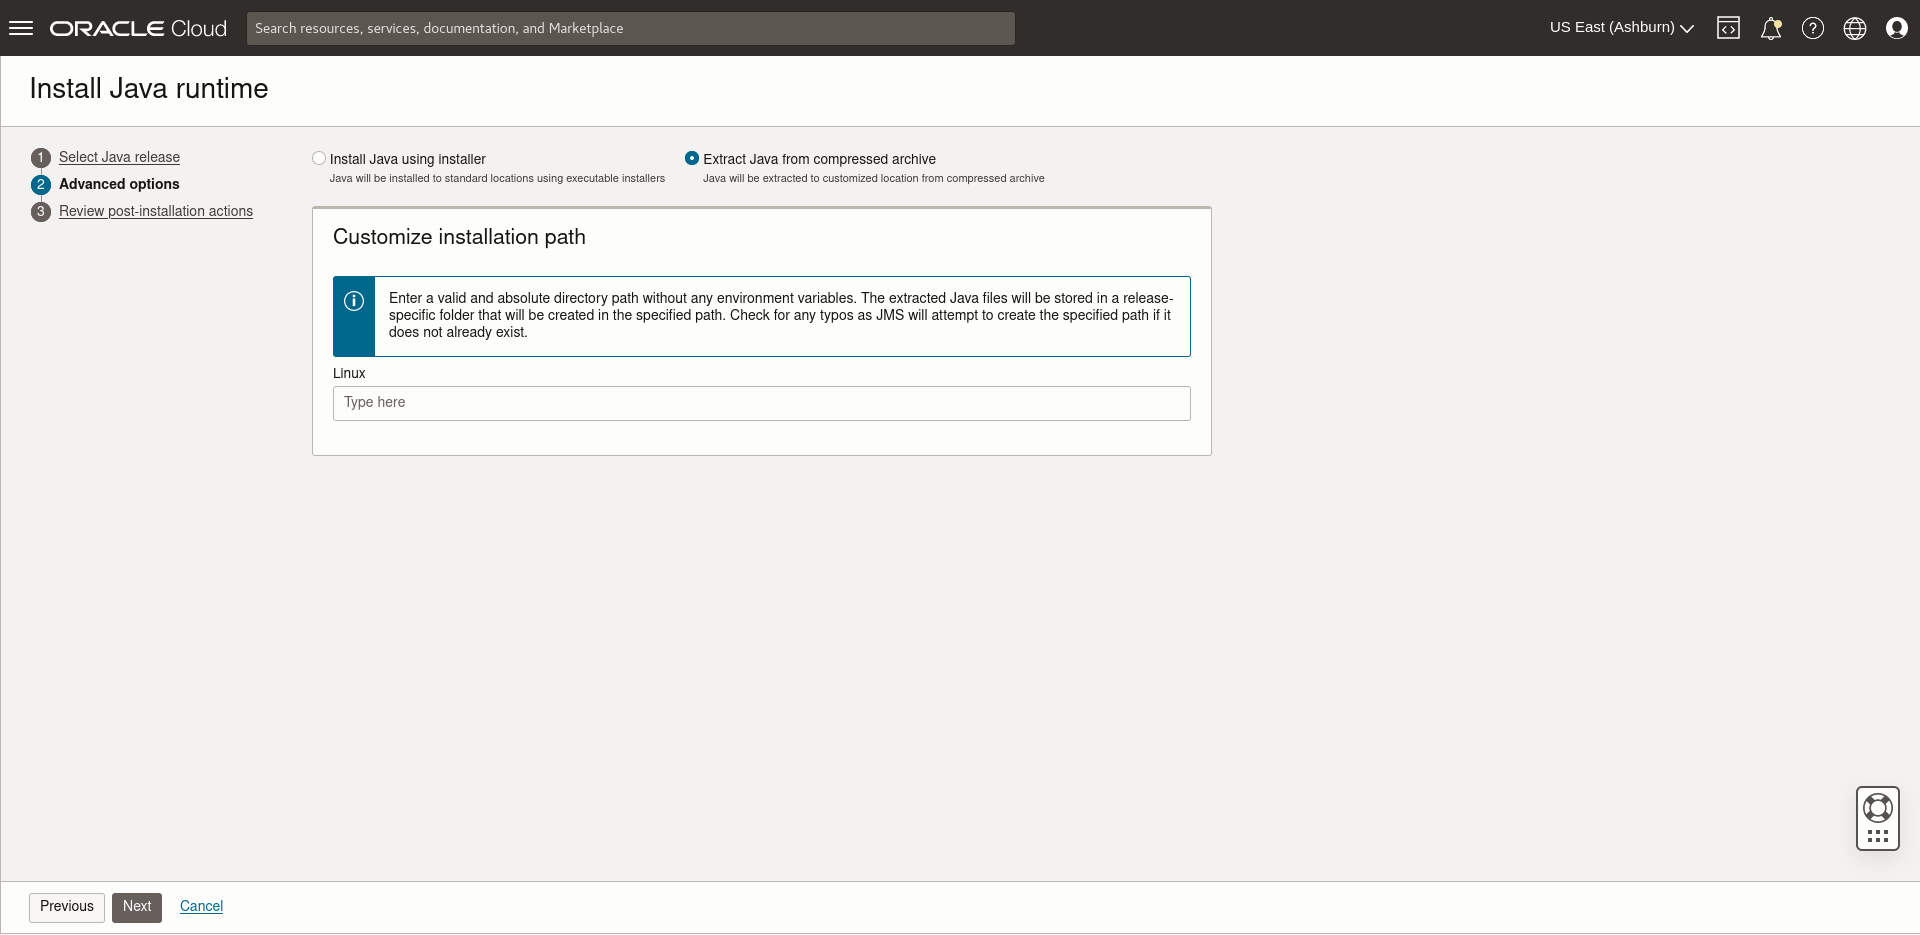 ORACLE Cloud
Search resources, services, documentation, and Marketplace
US East (Ashburn)
Install Java runtime
1 Select Java release
2 Advanced options
3 Review post-installation actions
Install Java using installer
Java will be installed to standard locations using executable installers
Extract Java from compressed archive
Java will be extracted to customized location from compressed archive
Customize installation path
Enter a valid and absolute directory path without any environment variables. The extracted Java files will be stored in a release-
specific folder that will be created in the specified path. Check for any typos as JMS will attempt to create the specified path if it
does not already exist.
Linux
Type here
Previous
Next
Cancel